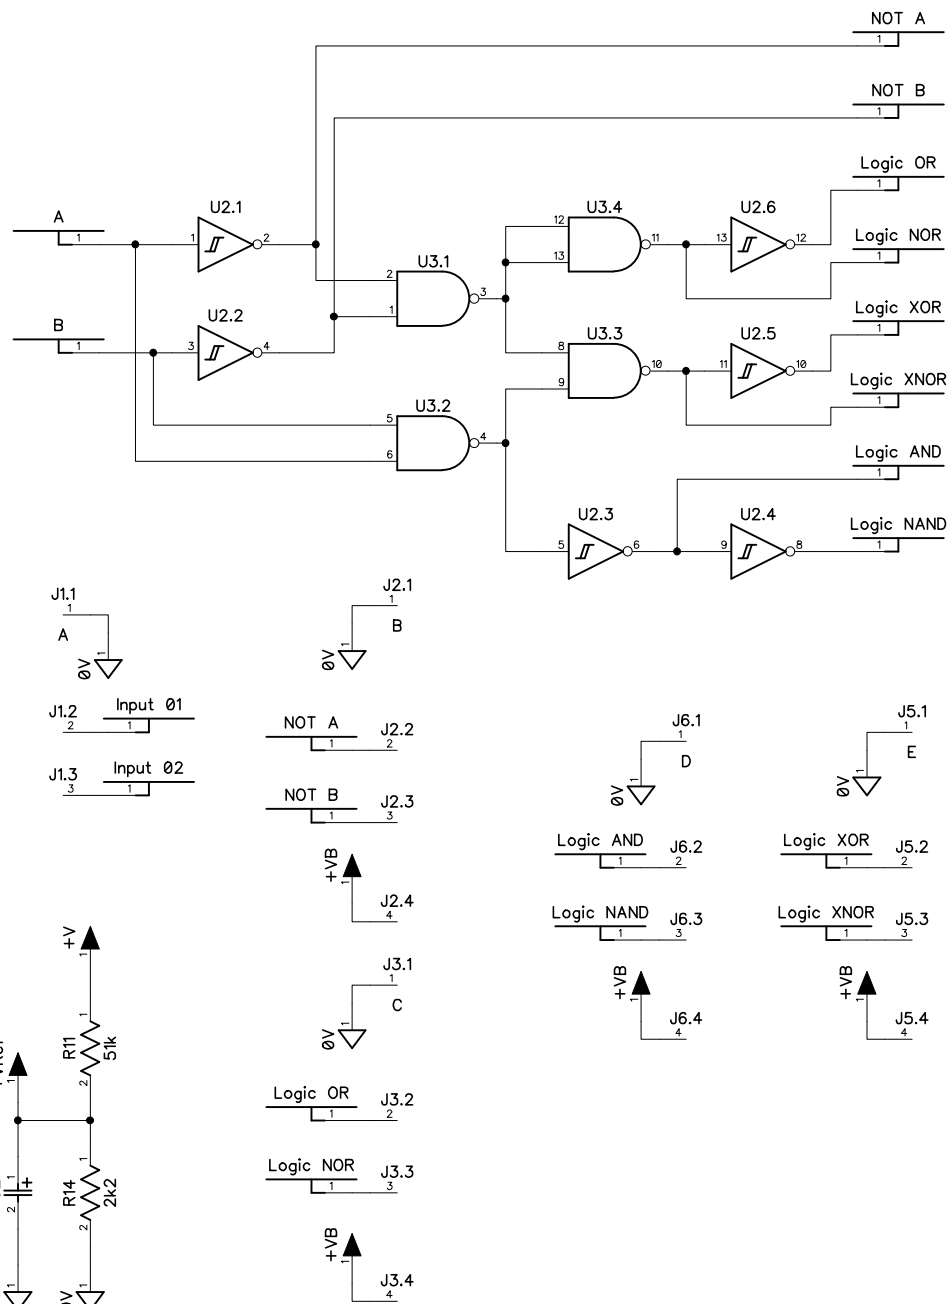 NOT A
1
NOT B
1
Logic OR
1
U2.1
U3.4
U2.6
A
1
1
2
12
13
11
13
12
Logic NOR
1
U3.1
2
1
3
B
1
U2.2
3
4
U3.3
8
9
10
U2.5
11
10
Logic XOR
1
Logic XNOR
1
U3.2
5
6
4
Logic AND
1
U2.3
5
6
U2.4
9
8
Logic NAND
1
J1.1
1
A
0V
1
J2.1
1
B
0V
1
J1.2
2
Input 01
1
J1.3
3
Input 02
1
NOT A
1
J2.2
2
NOT B
1
J2.3
3
+VB
1
J2.4
4
J6.1
1
D
0V
1
J5.1
1
E
0V
1
Logic AND
1
J6.2
2
Logic XOR
1
J5.2
2
Logic NAND
1
J6.3
3
Logic XNOR
1
J5.3
3
+VB
1
J6.4
4
+VB
1
J5.4
4
+V
1
J3.1
1
C
0V
1
1
R11
51k
2
1
Logic OR
1
J3.2
2
1
R14
2k2
2
1
+
2
Logic NOR
1
J3.3
3
+VB
1
J3.4
4
1
0V
1